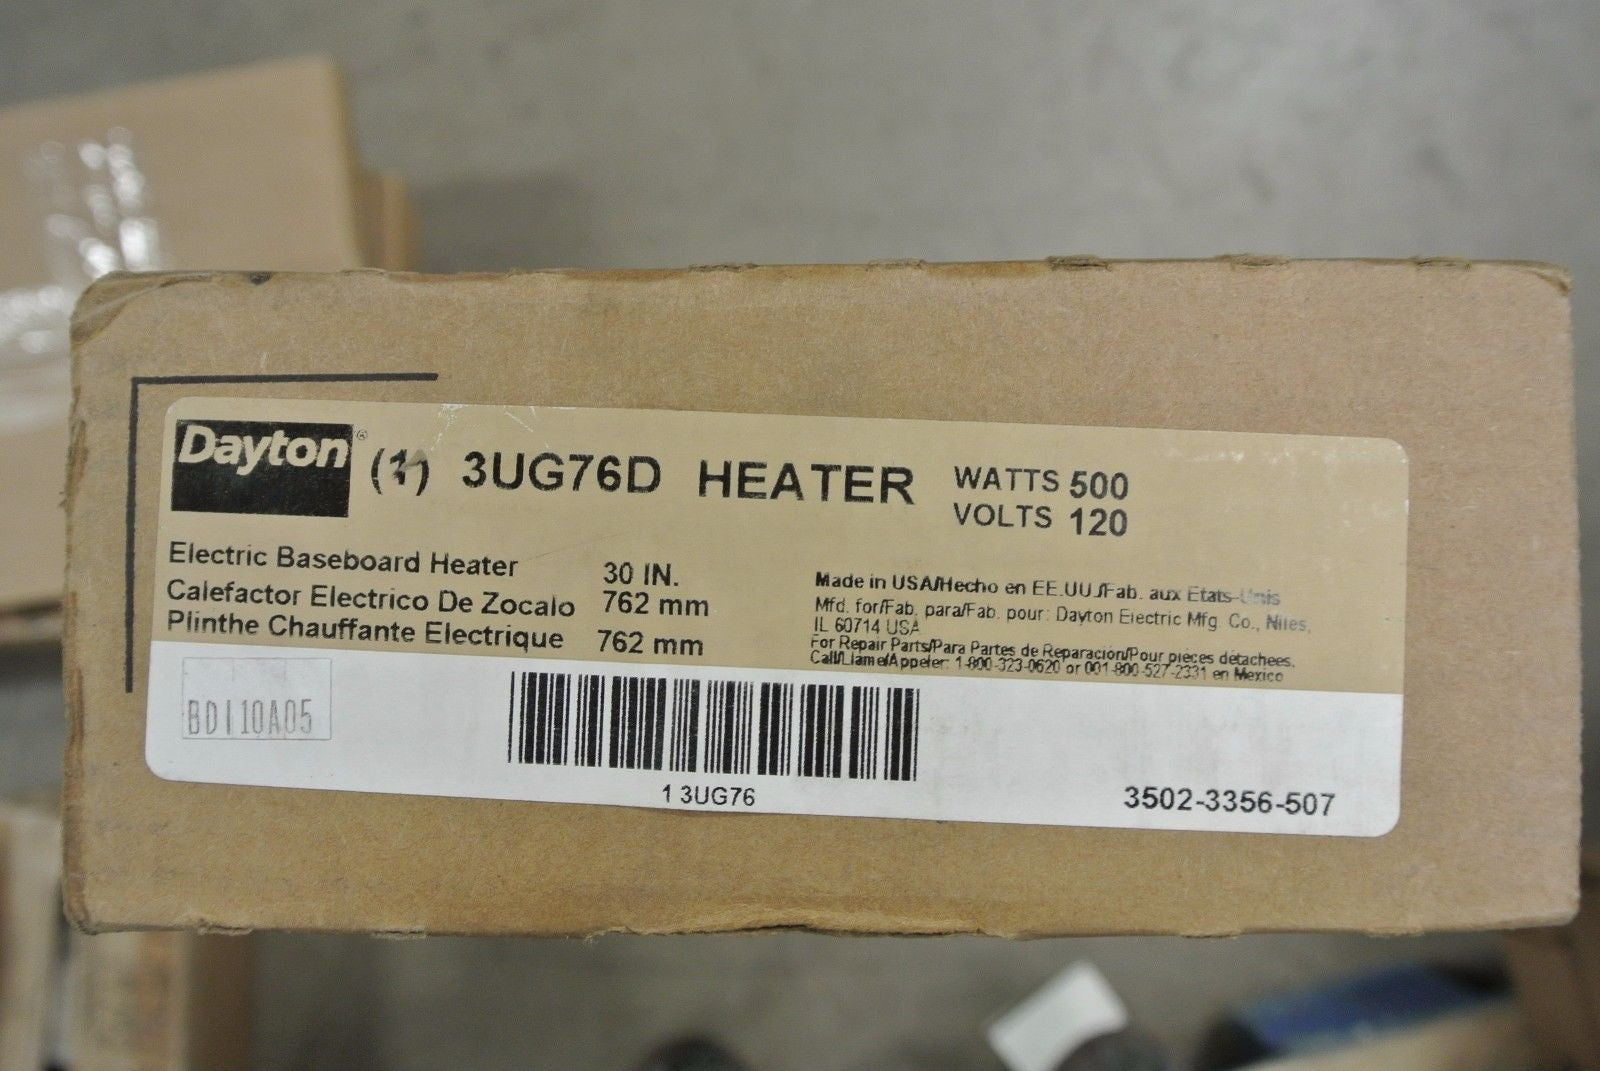 Dayton® (1) 3UG76D HEATER WATTS 500
VOLTS 120
Electric Baseboard Heater 30 IN.
Calefactor Electrico De Zocalo 762 mm
Plinthe Chauffante Electrique 762 mm
Made in USA/Hecho en EE.UU./Fab. aux Etats-Unis
Mfd. for/Fab. para/Fab. pour: Dayton Electric Mfg. Co., Niles,
IL 60714 USA
For Repair Parts/Para Partes de Reparación/Pour pièces détachees.
Call/Llame/Appeler: 1-800-323-0620 or 001-800-527-2331 en Mexico
BDI10A05
1 3UG76
3502-3356-507